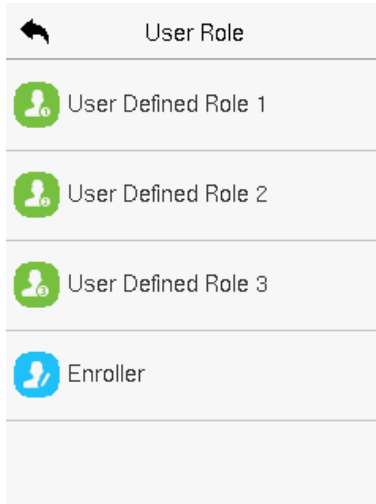 User Role
User Defined Role 1
User Defined Role 2
User Defined Role 3
Enroller